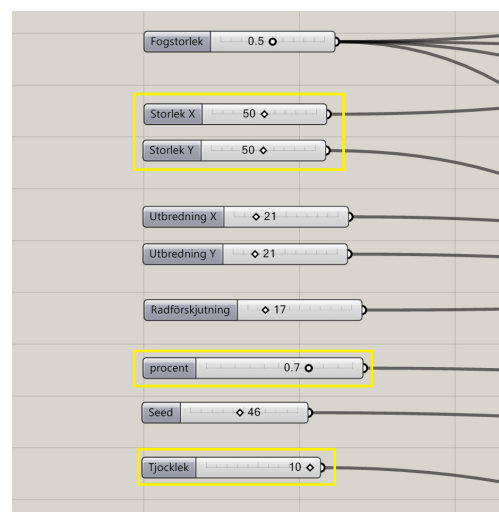 Fogstorlek 0.5
Storlek X 50
Storlek Y 50
Utbredning X 21
Utbredning Y 21
Radförskjutning 17
procent 0.7
Seed 46
Tjocklek 10